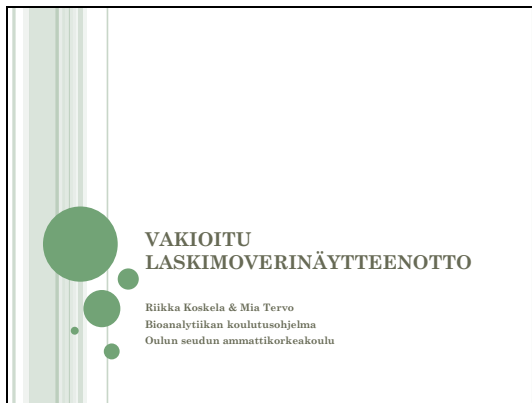 VAKIOITU
LASKIMOVERINÄYTTEENOTTO
Riikka Koskela & Mia Tervo
Bioanalytiikan koulutusohjelma
Oulun seudun ammattikorkeakoulu